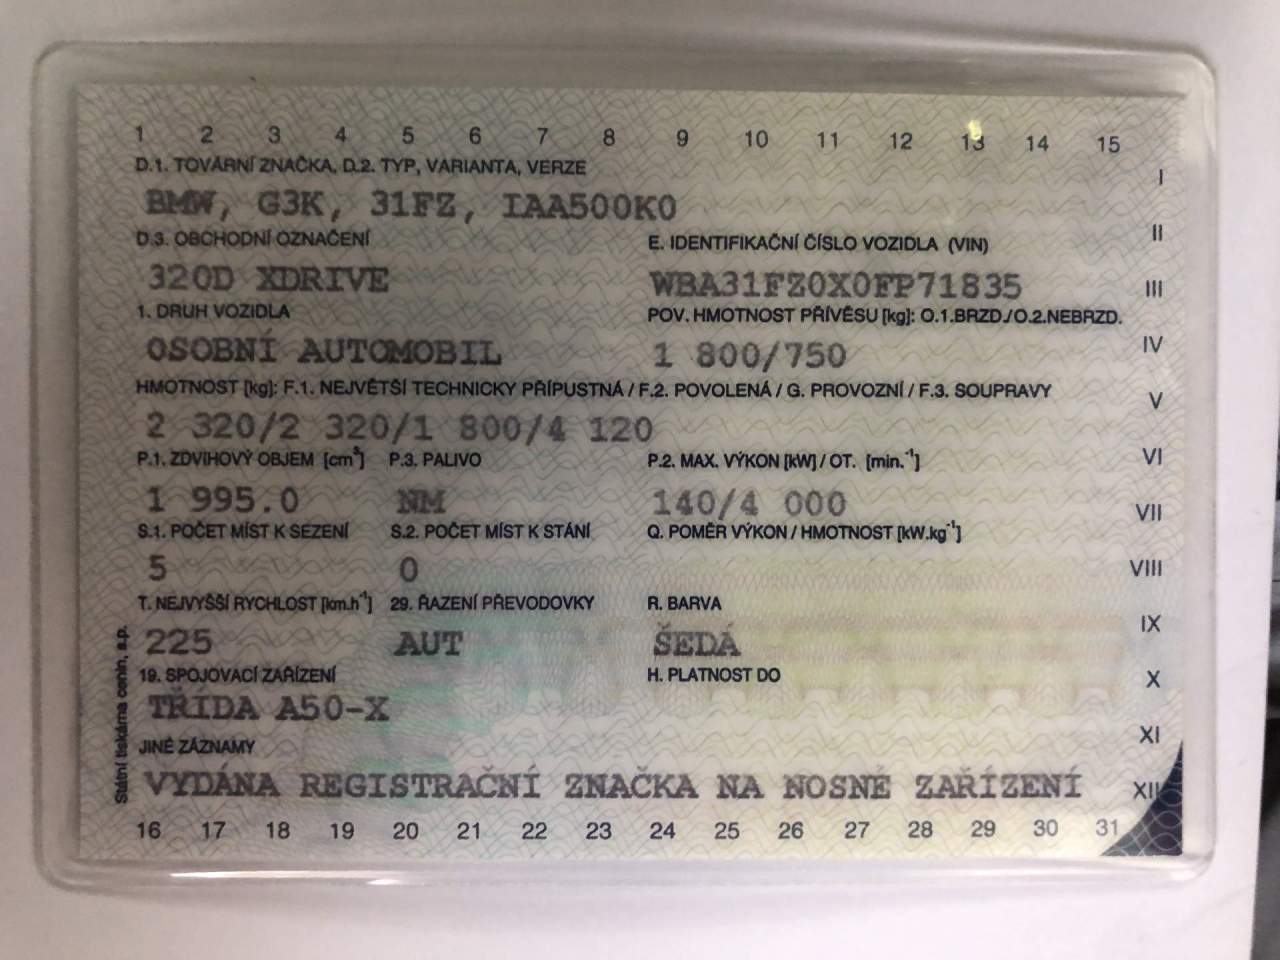 1 2 3 4 5 6 7 8 9 10 11 12 13 14 15
D.1. TOVÁRNÍ ZNAČKA, D.2. TYP, VARIANTA, VERZE
I
BMW, G3K, 31FZ, IAA500K0
D.3. OBCHODNÍ OZNAČENÍ E. IDENTIFIKAČNÍ ČÍSLO VOZIDLA (VIN)
II
320D XDRIVE WBA31FZ0X0FP71835
III
1. DRUH VOZIDLA POV. HMOTNOST PŘÍVĚSU [kg]: O.1.BRZD./O.2.NEBRZD.
OSOBNÍ AUTOMOBIL 1 800/750
IV
HMOTNOST [kg]: F.1. NEJVĚTŠÍ TECHNICKY PŘÍPUSTNÁ / F.2. POVOLENÁ / G. PROVOZNÍ / F.3. SOUPRAVY
V
2 320/2 320/1 800/4 120
P.1. ZDVIHOVÝ OBJEM [cm³] P.3. PALIVO P.2. MAX. VÝKON [kW] / OT. [min.⁻¹]
VI
1 995.0 NM 140/4 000
VII
S.1. POČET MÍST K SEZENÍ S.2. POČET MÍST K STÁNÍ Q. POMĚR VÝKON / HMOTNOST [kW.kg⁻¹]
5 0
VIII
T. NEJVYŠŠÍ RYCHLOST [km.h⁻¹] 29. ŘAZENÍ PŘEVODOVKY R. BARVA
IX
225 AUT ŠEDÁ
19. SPOJOVACÍ ZAŘÍZENÍ H. PLATNOST DO
X
TŘÍDA A50-X
XI
JINÉ ZÁZNAMY
VYDÁNA REGISTRAČNÍ ZNAČKA NA NOSNÉ ZAŘÍZENÍ
XII
16 17 18 19 20 21 22 23 24 25 26 27 28 29 30 31
Státní tiskárna cenin, s.p.